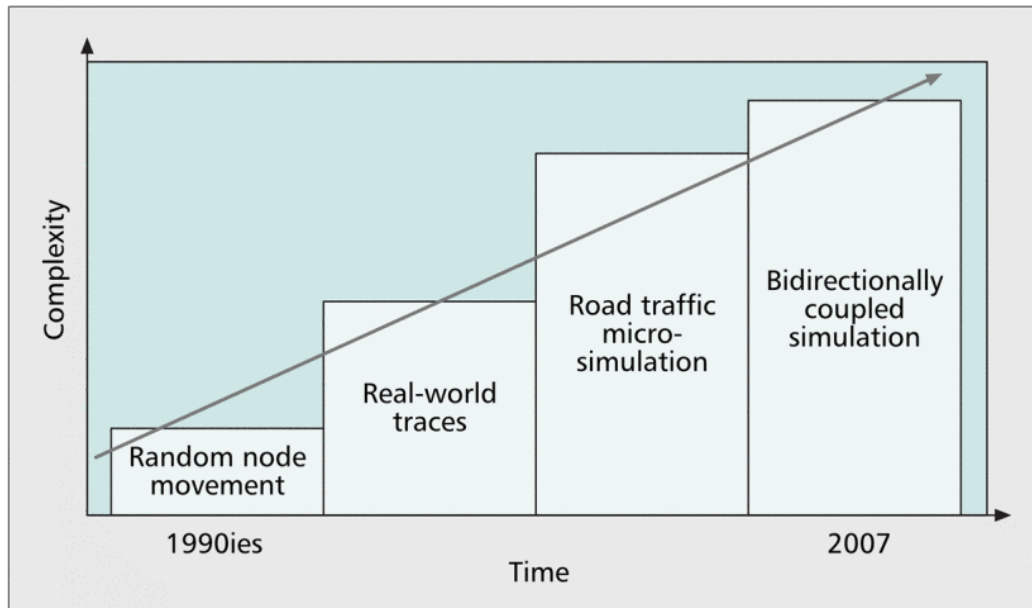 Complexity
Random node
movement
Real-world
traces
Road traffic
micro-
simulation
Bidirectionally
coupled
simulation
1990ies
2007
Time